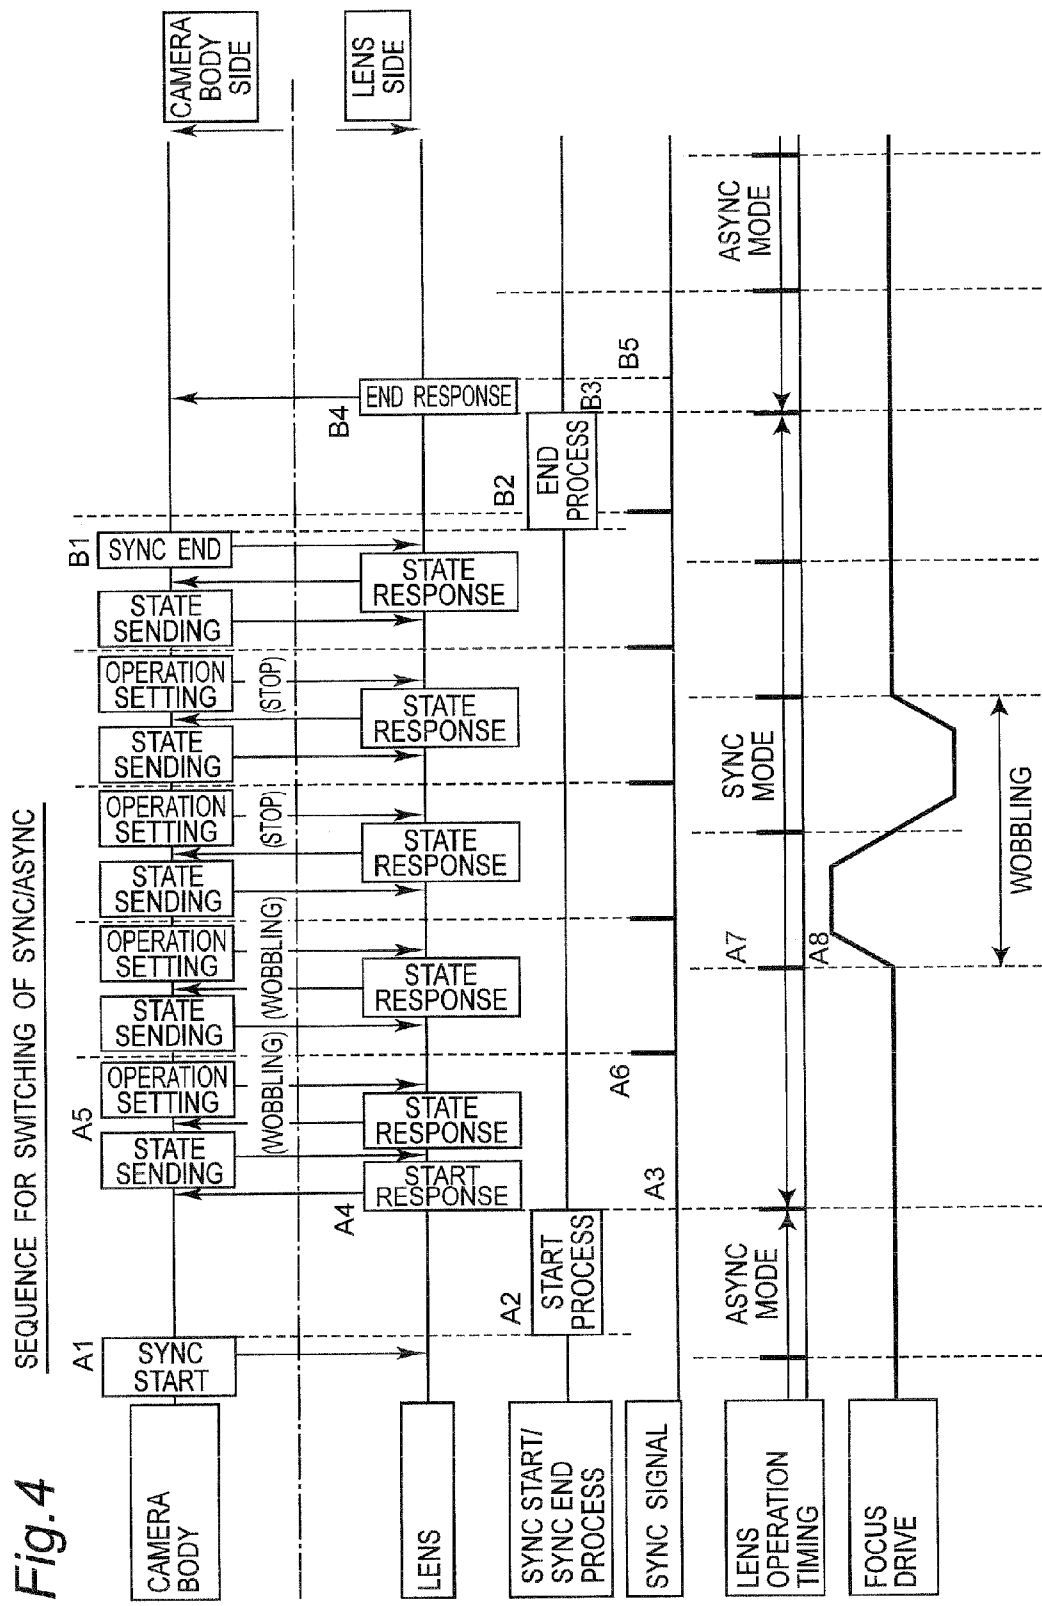 Fig.4
SEQUENCE FOR SWITCHING OF SYNC/ASYNC
CAMERA
BODY
SIDE
LENS
SIDE
CAMERA
BODY
A1
SYNC
START
STATE
SENDING
A5
OPERATION
SETTING
(WOBBLING)
STATE
SENDING
OPERATION
SETTING
(WOBBLING)
STATE
SENDING
OPERATION
SETTING
(STOP)
STATE
SENDING
OPERATION
SETTING
(STOP)
STATE
SENDING
B1
SYNC END
LENS
A4
START
RESPONSE
STATE
RESPONSE
STATE
RESPONSE
STATE
RESPONSE
STATE
RESPONSE
STATE
RESPONSE
B4
END RESPONSE
SYNC START/
SYNC END
PROCESS
A2
START
PROCESS
B2
END
PROCESS
B3
SYNC SIGNAL
A3
A6
B5
LENS
OPERATION
TIMING
ASYNC
MODE
A7
SYNC
MODE
ASYNC
MODE
FOCUS
DRIVE
A8
WOBBLING